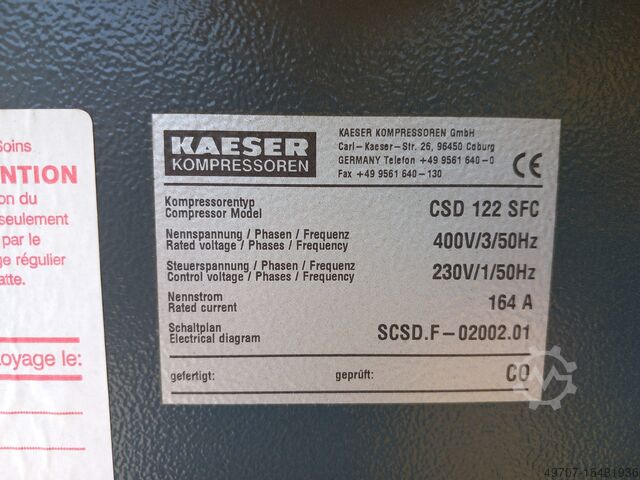 Soins
NTION
on du
seulement
par le
ge régulier
atte.
oyage le:
KAESER
KOMPRESSOREN
KAESER KOMPRESSOREN GmbH
Carl-Kaeser-Str. 26, 96450 Coburg
GERMANY Telefon +49 9561 640-0
Fax +49 9561 640-130
CE
Kompressorentyp
Compressor Model
CSD 122 SFC
Nennspannung / Phasen / Frequenz
Rated voltage / Phases / Frequency
400V/3/50Hz
Steuerspannung / Phasen / Frequenz
Control voltage / Phases / Frequency
230V/1/50Hz
Nennstrom
Rated current
164 A
Schaltplan
Electrical diagram
SCSD.F-02002.01
gefertigt:
geprüft:
CO
49707-15481936